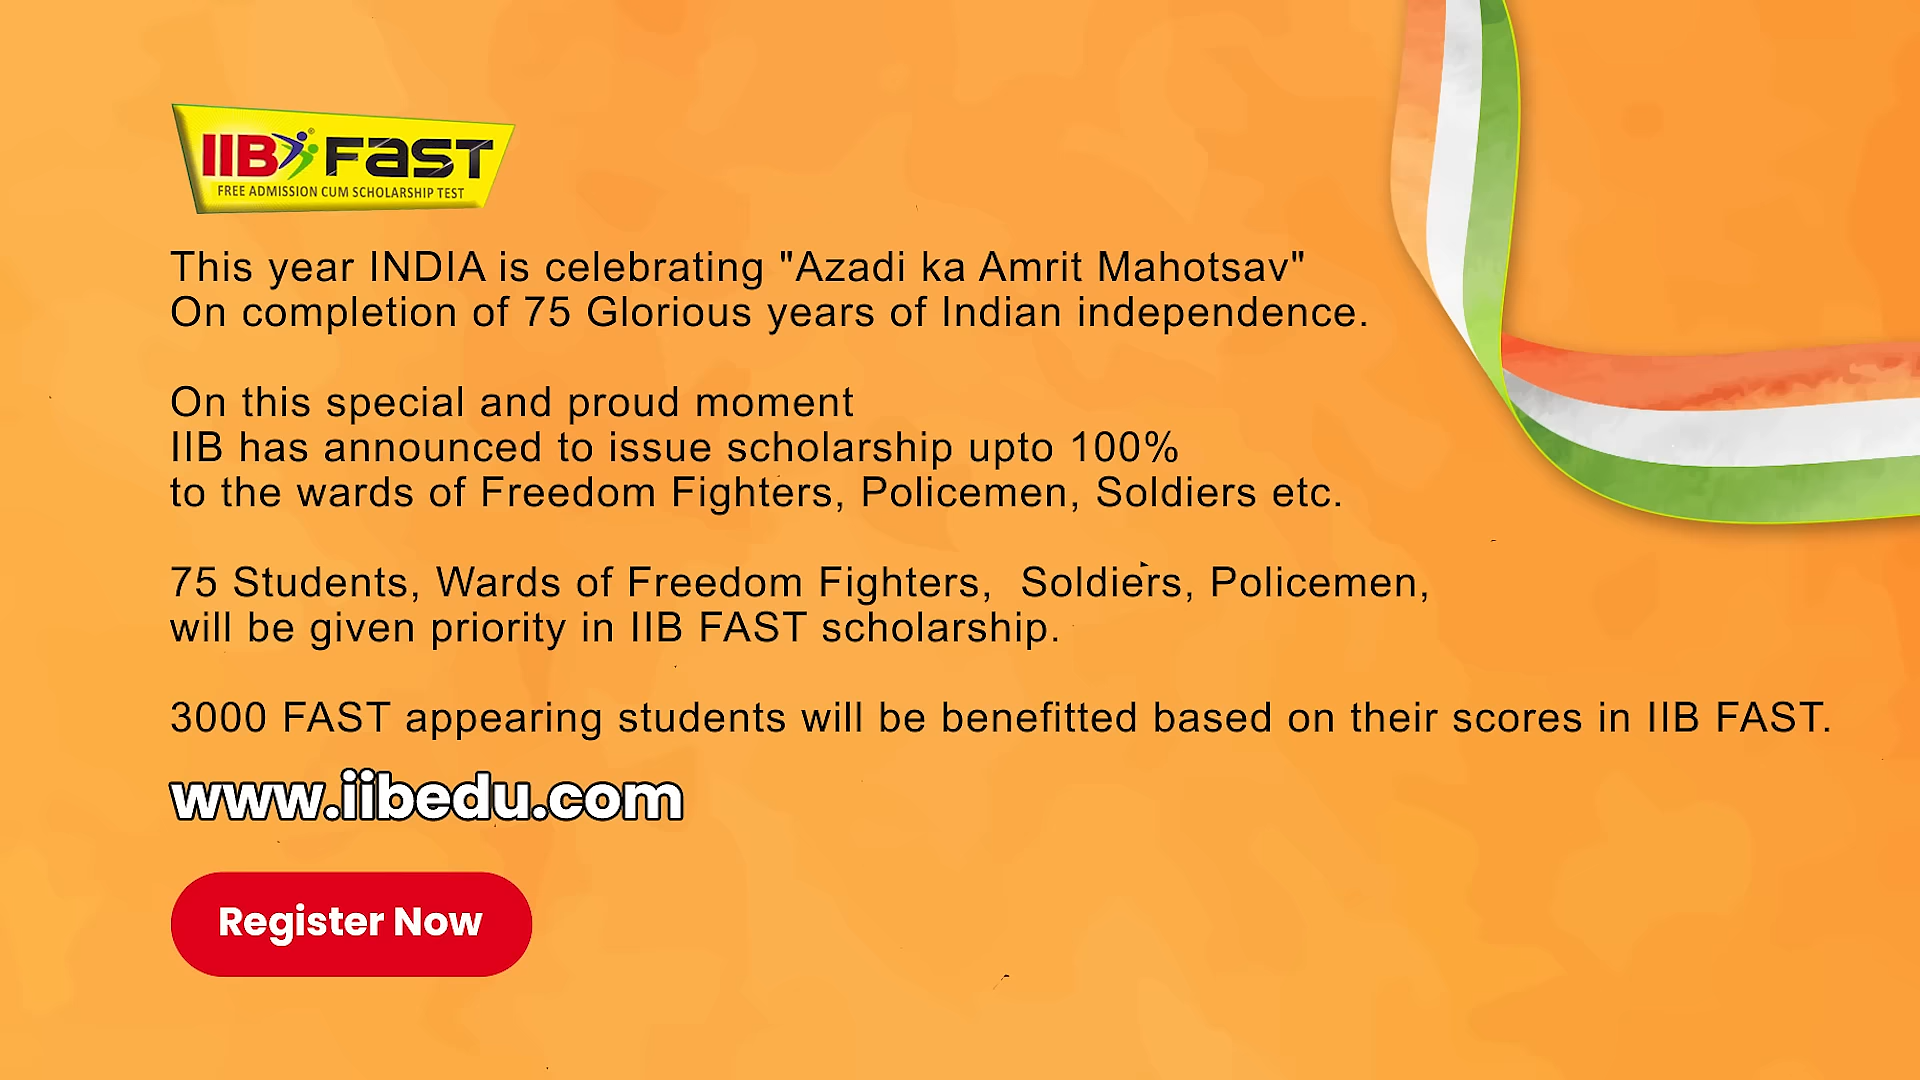 IIB FAST
FREE ADMISSION CUM SCHOLARSHIP TEST
This year INDIA is celebrating "Azadi ka Amrit Mahotsav"
On completion of 75 Glorious years of Indian independence.
On this special and proud moment
IIB has announced to issue scholarship upto 100%
to the wards of Freedom Fighters, Policemen, Soldiers etc.
75 Students, Wards of Freedom Fighters,  Soldiers, Policemen,
will be given priority in IIB FAST scholarship.
3000 FAST appearing students will be benefitted based on their scores in IIB FAST.
www.iibedu.com
Register Now